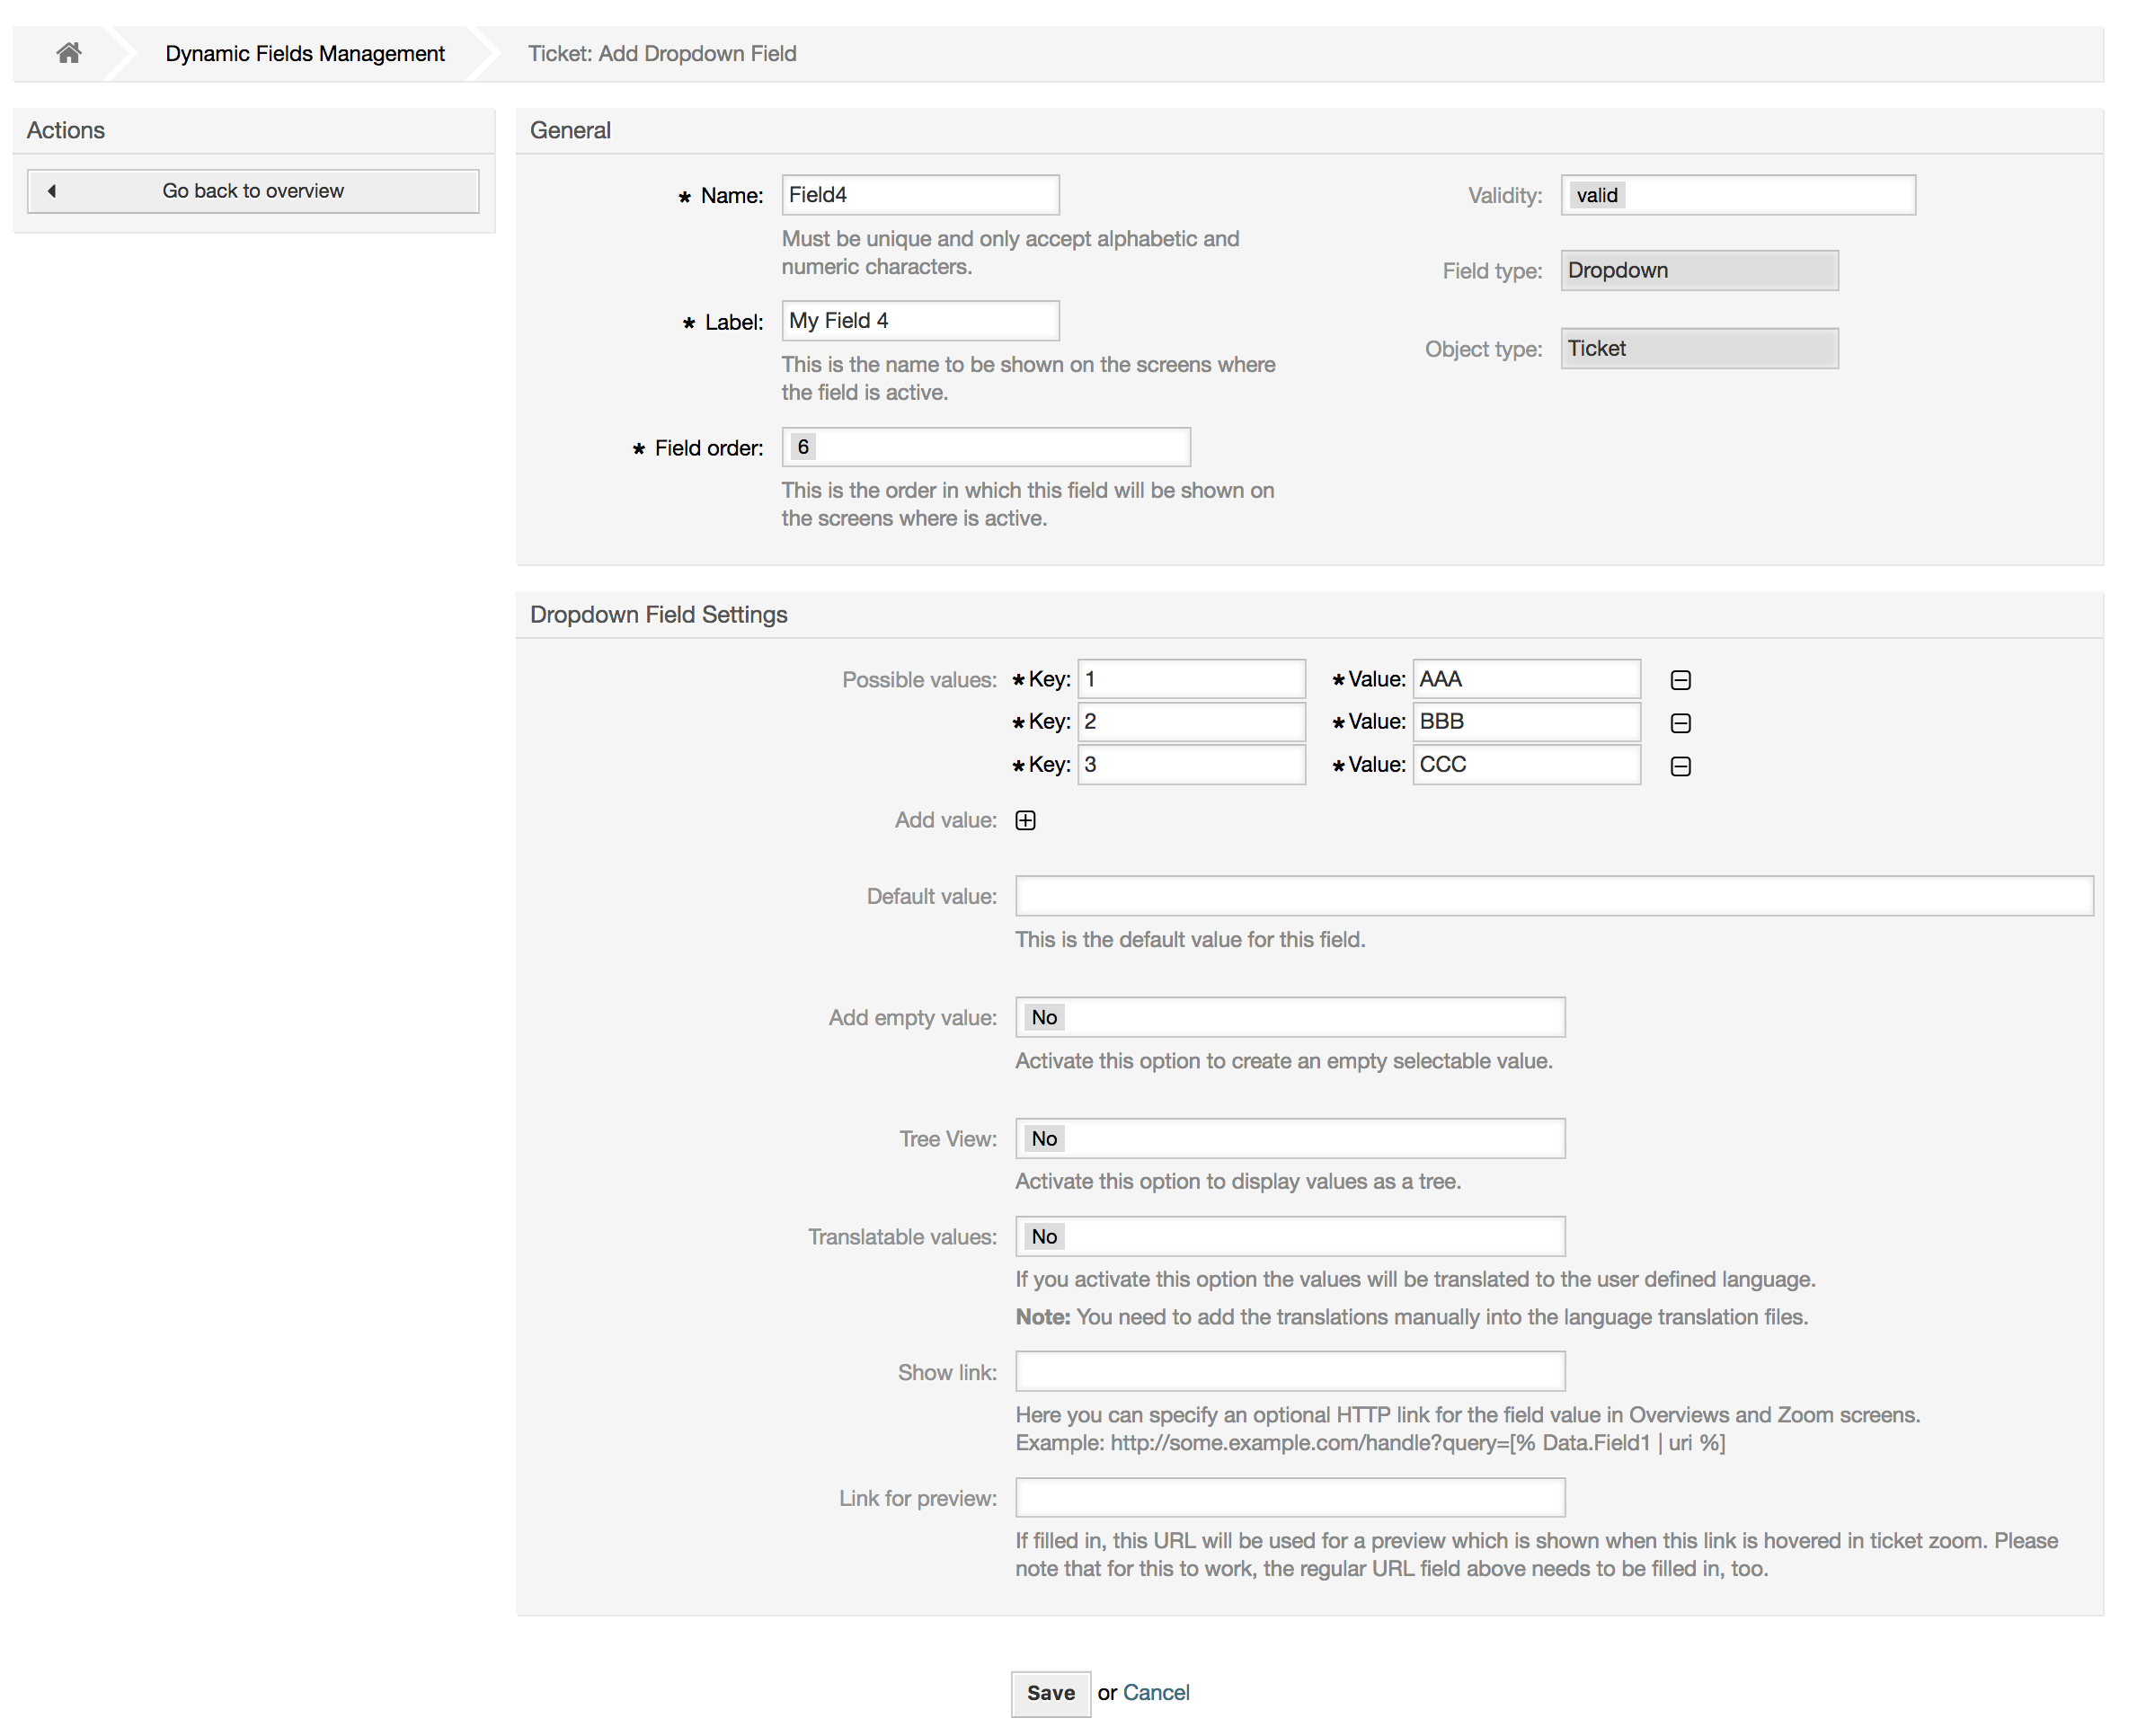 Dynamic Fields Management
Ticket: Add Dropdown Field
Actions
Go back to overview
General
* Name: Field4
Must be unique and only accept alphabetic and
numeric characters.
* Label: My Field 4
This is the name to be shown on the screens where
the field is active.
* Field order: 6
This is the order in which this field will be shown on
the screens where is active.
Validity: valid
Field type: Dropdown
Object type: Ticket
Dropdown Field Settings
Possible values: * Key: 1 * Value: AAA
* Key: 2 * Value: BBB
* Key: 3 * Value: CCC
Add value:
Default value:
This is the default value for this field.
Add empty value: No
Activate this option to create an empty selectable value.
Tree View: No
Activate this option to display values as a tree.
Translatable values: No
If you activate this option the values will be translated to the user defined language.
Note: You need to add the translations manually into the language translation files.
Show link:
Here you can specify an optional HTTP link for the field value in Overviews and Zoom screens.
Example: http://some.example.com/handle?query=[% Data.Field1 | uri %]
Link for preview:
If filled in, this URL will be used for a preview which is shown when this link is hovered in ticket zoom. Please
note that for this to work, the regular URL field above needs to be filled in, too.
Save or Cancel